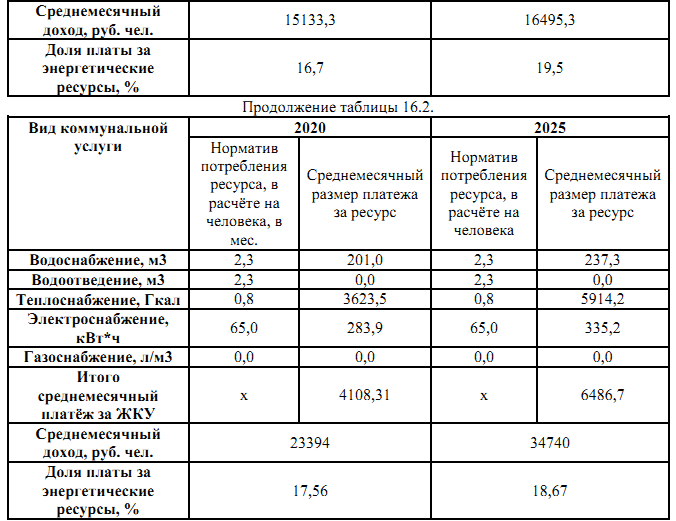 Среднемесячный доход, руб. чел. 15133,3 16495,3
Доля платы за энергетические ресурсы, % 16,7 19,5
Продолжение таблицы 16.2.
Вид коммунальной услуги 2020 2025
Норматив потребления ресурса, в расчёте на человека, в мес. Среднемесячный размер платежа за ресурс Норматив потребления ресурса, в расчёте на человека Среднемесячный размер платежа за ресурс
Водоснабжение, м3 2,3 201,0 2,3 237,3
Водоотведение, м3 2,3 0,0 2,3 0,0
Теплоснабжение, Гкал 0,8 3623,5 0,8 5914,2
Электроснабжение, кВт*ч 65,0 283,9 65,0 335,2
Газоснабжение, л/м3 0,0 0,0 0,0 0,0
Итого среднемесячный платёж за ЖКУ х 4108,31 х 6486,7
Среднемесячный доход, руб. чел. 23394 34740
Доля платы за энергетические ресурсы, % 17,56 18,67